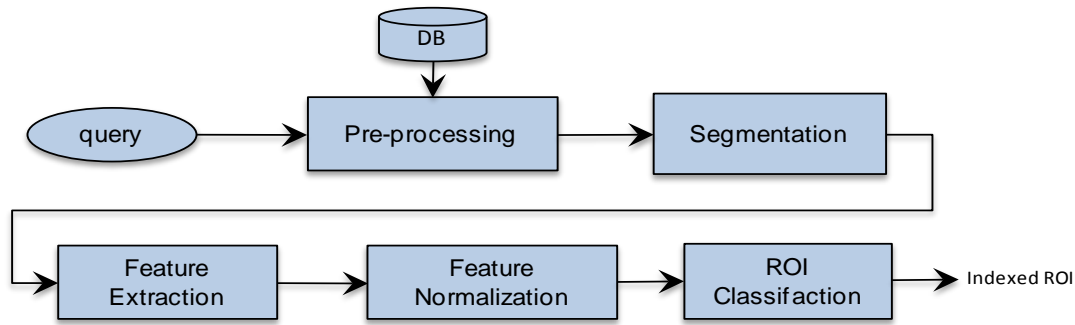 DB
query
Pre-processing
Segmentation
Feature
Extraction
Feature
Normalization
ROI
Classifaction
Indexed ROI